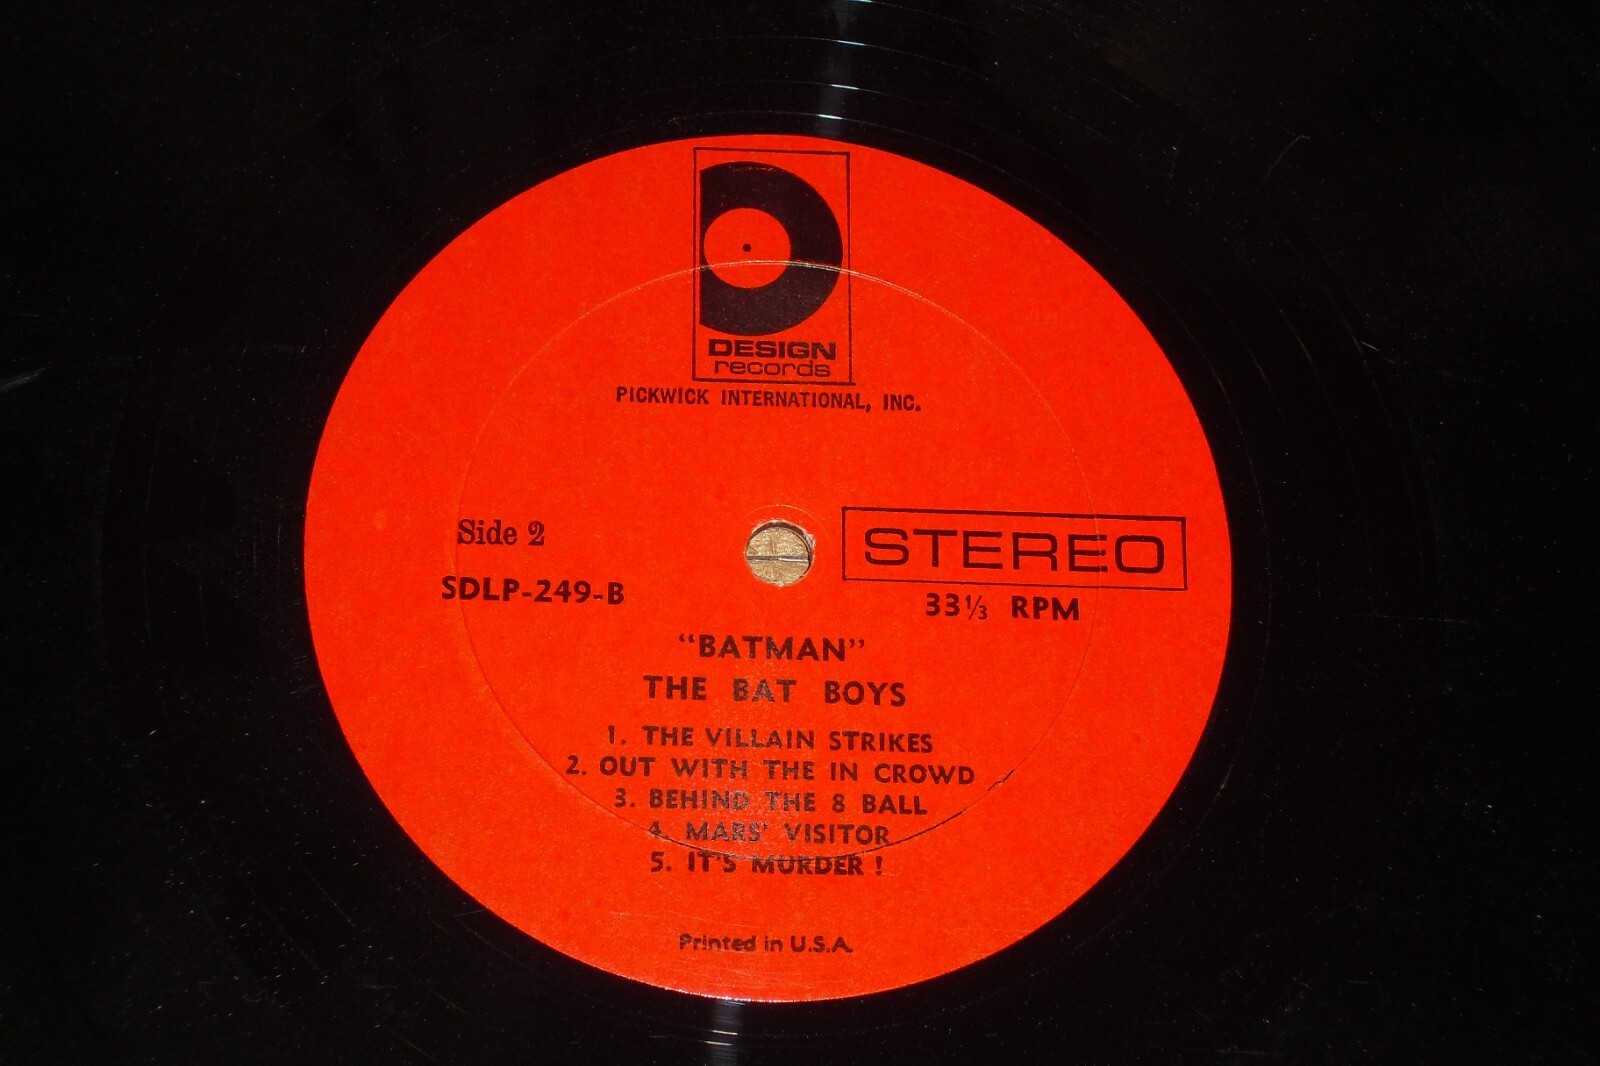 DESIGN
records
PICKWICK INTERNATIONAL, INC.
Side 2
SDLP-249-B
STEREO
33⅓ RPM
"BATMAN"
THE BAT BOYS
1. THE VILLAIN STRIKES
2. OUT WITH THE IN CROWD
3. BEHIND THE 8 BALL
4. MARS' VISITOR
5. IT'S MURDER !
Printed in U.S.A.